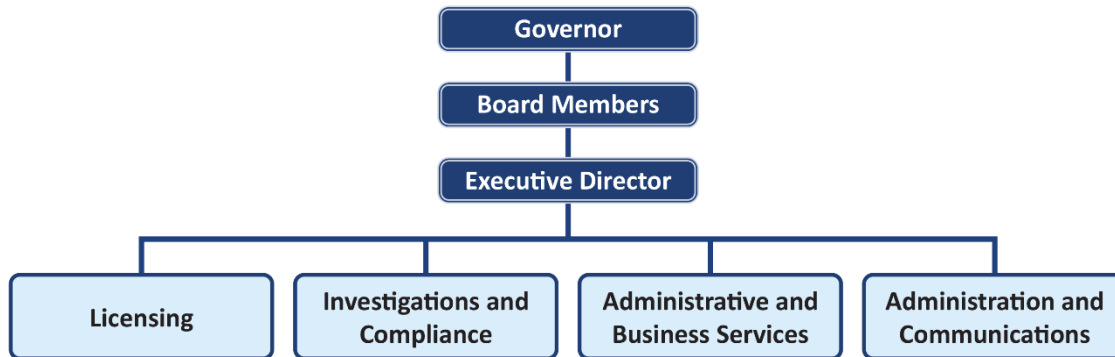 Governor
Board Members
Executive Director
Licensing
Investigations and
Compliance
Administrative and
Business Services
Administration and
Communications